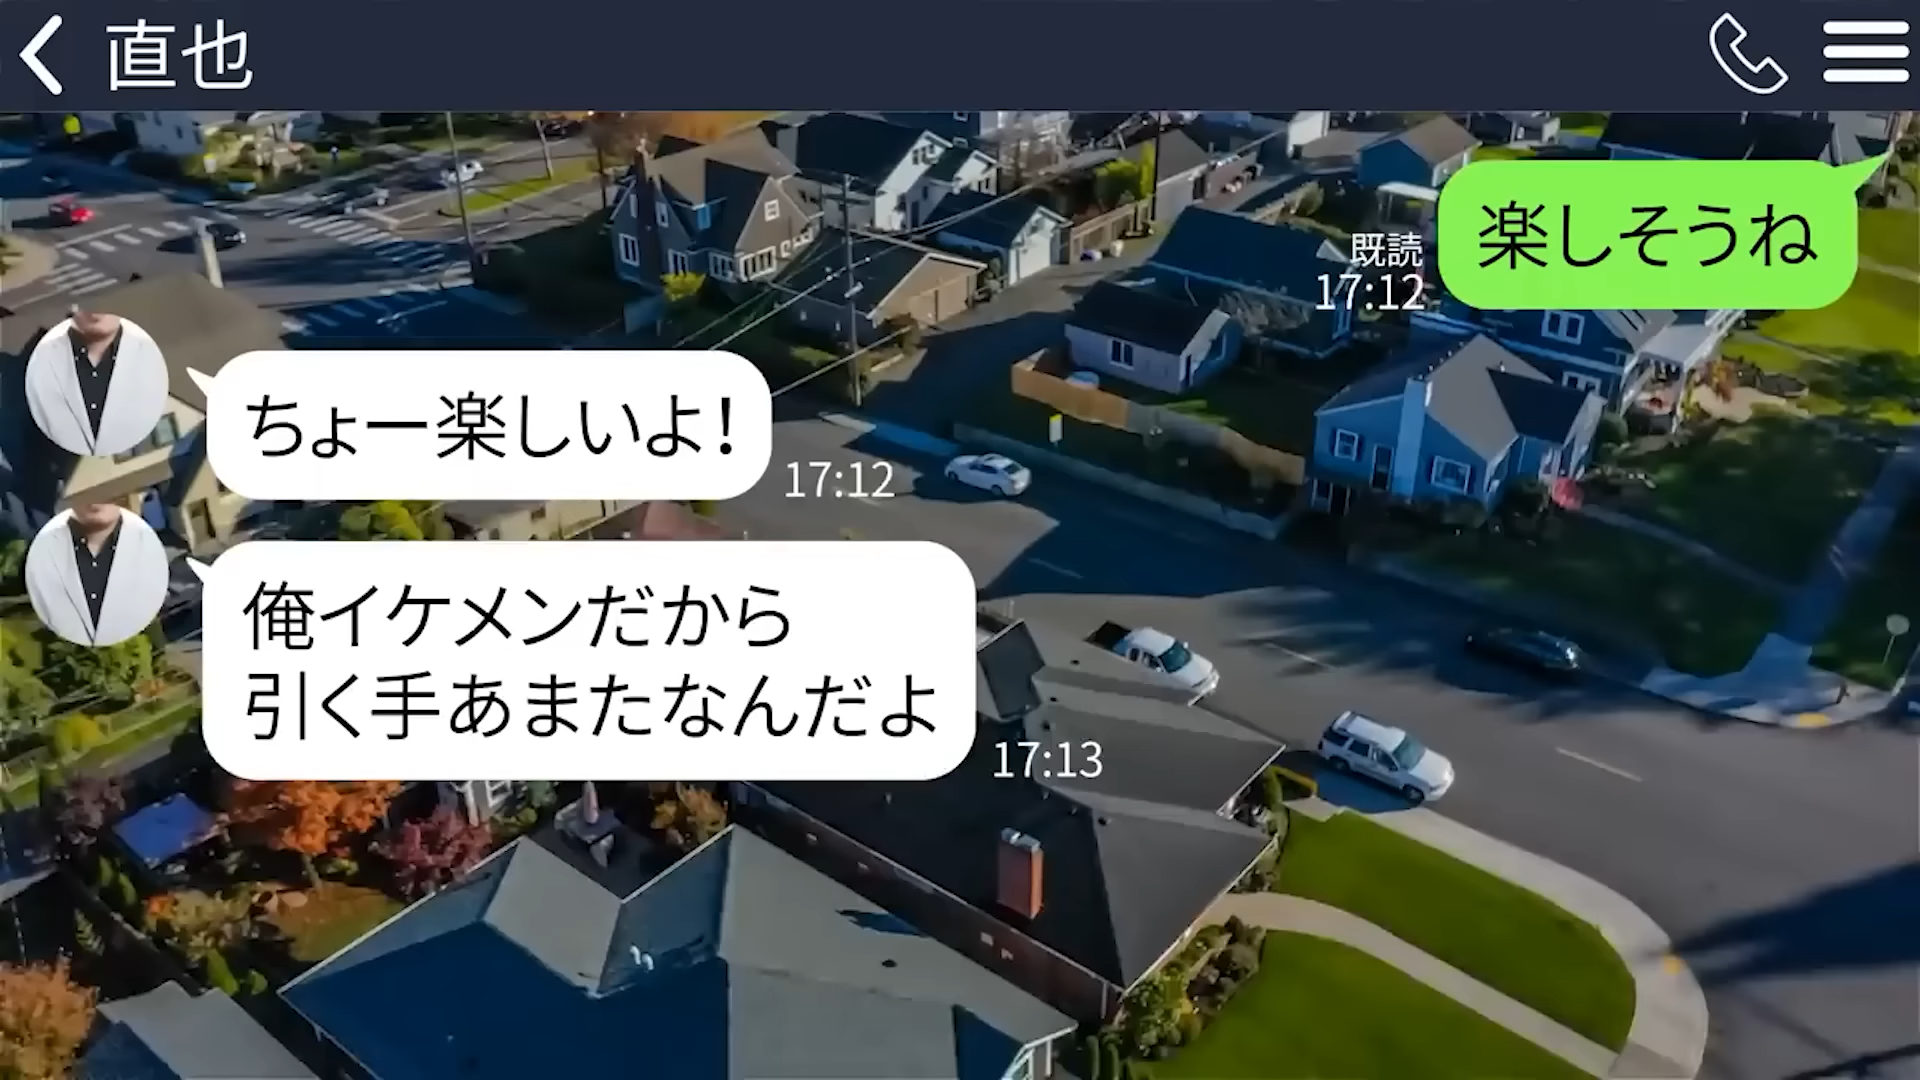 直也
楽しそうね
既読
17:12
ちょー楽しいよ!
17:12
俺イケメンだから
引く手あまたなんだよ
17:13